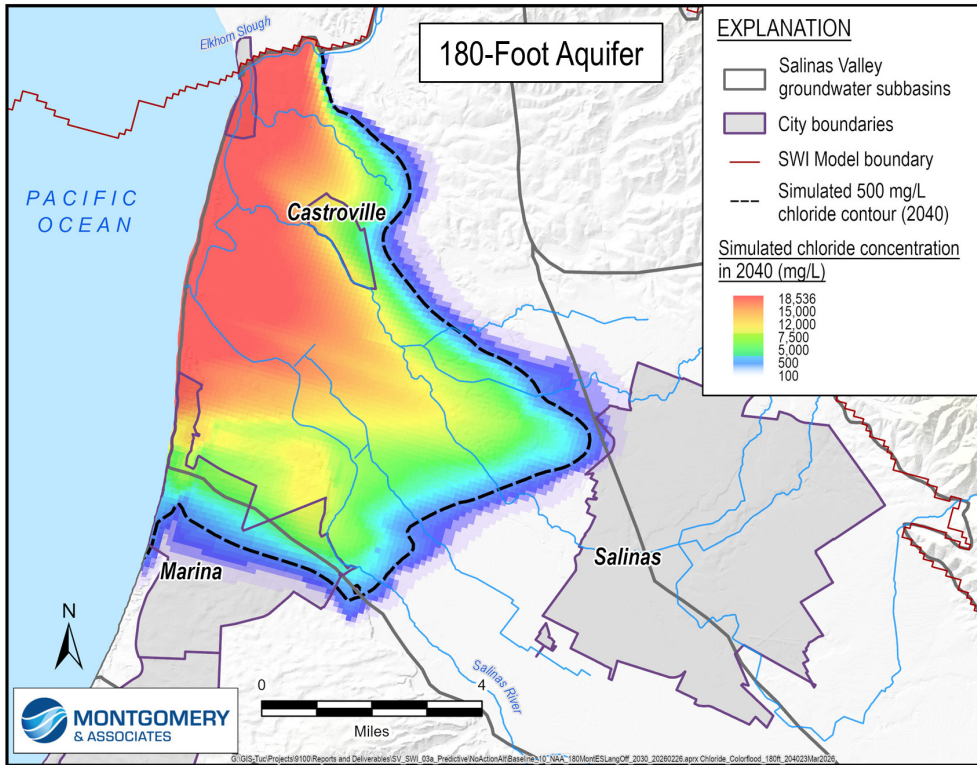 Elkhorn Slough
180-Foot Aquifer
EXPLANATION
Salinas Valley
groundwater subbasins
City boundaries
SWI Model boundary
Simulated 500 mg/L
chloride contour (2040)
Simulated chloride concentration
in 2040 (mg/L)
18,536
15,000
12,000
7,500
5,000
500
100
PACIFIC
OCEAN
Castroville
Marina
Salinas
N
Salinas River
0 4
Miles
MONTGOMERY
& ASSOCIATES